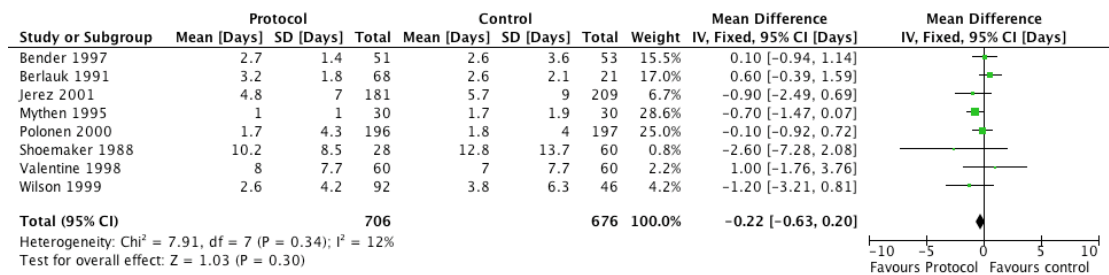 Protocol Control Mean Difference Mean Difference
Study or Subgroup Mean [Days] SD [Days] Total Mean [Days] SD [Days] Total Weight IV, Fixed, 95% CI [Days] IV, Fixed, 95% CI [Days]
Bender 1997 2.7 1.4 51 2.6 3.6 53 15.5% 0.10 [-0.94, 1.14]
Berlauk 1991 3.2 1.8 68 2.6 2.1 21 17.0% 0.60 [-0.39, 1.59]
Jerez 2001 4.8 7 181 5.7 9 209 6.7% -0.90 [-2.49, 0.69]
Mythen 1995 1 1 30 1.7 1.9 30 28.6% -0.70 [-1.47, 0.07]
Polonen 2000 1.7 4.3 196 1.8 4 197 25.0% -0.10 [-0.92, 0.72]
Shoemaker 1988 10.2 8.5 28 12.8 13.7 60 0.8% -2.60 [-7.28, 2.08]
Valentine 1998 8 7.7 60 7 7.7 60 2.2% 1.00 [-1.76, 3.76]
Wilson 1999 2.6 4.2 92 3.8 6.3 46 4.2% -1.20 [-3.21, 0.81]
Total (95% CI) 706 676 100.0% -0.22 [-0.63, 0.20]
Heterogeneity: Chi² = 7.91, df = 7 (P = 0.34); I² = 12%
Test for overall effect: Z = 1.03 (P = 0.30)
-10 -5 0 5 10
Favours Protocol Favours control